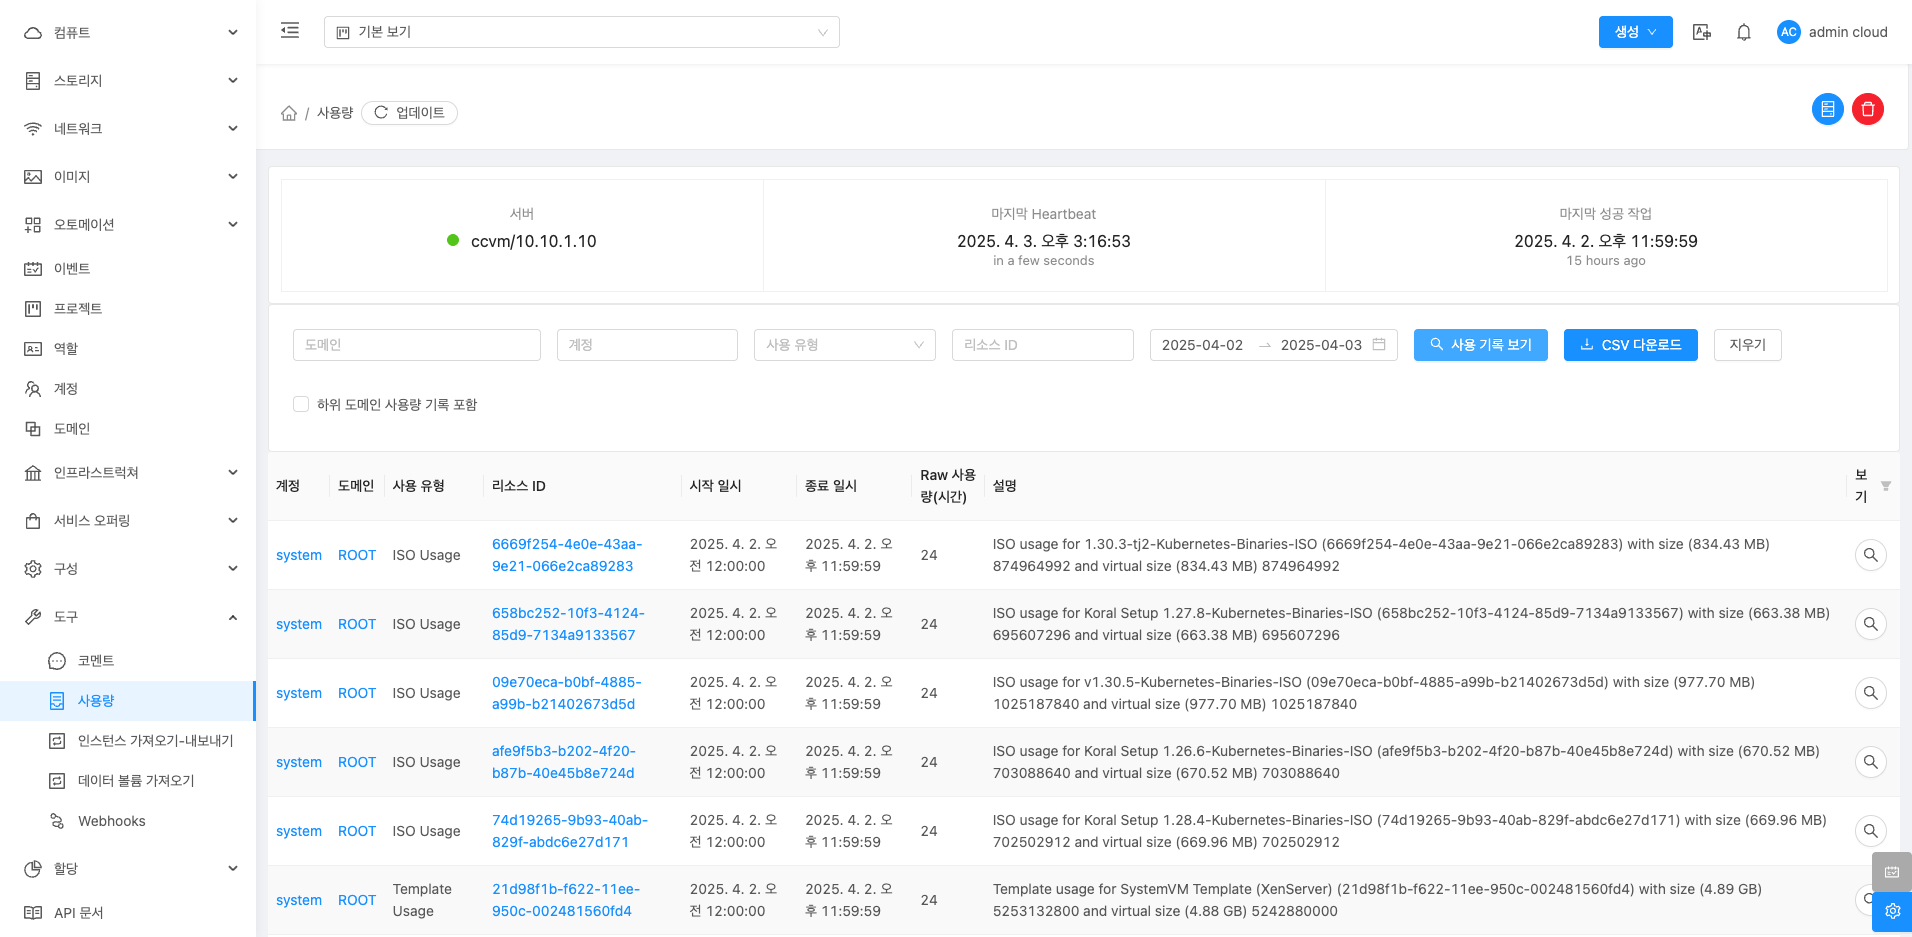 컴퓨트
스토리지
네트워크
이미지
오토메이션
이벤트
프로젝트
역할
계정
도메인
인프라스트럭쳐
서비스 오퍼링
구성
도구
코멘트
사용량
인스턴스 가져오기-내보내기
데이터 볼륨 가져오기
Webhooks
할당
API 문서
기본 보기
생성
AC admin cloud
/ 사용량 업데이트
서버
ccvm/10.10.1.10
마지막 Heartbeat
2025. 4. 3. 오후 3:16:53
in a few seconds
마지막 성공 작업
2025. 4. 2. 오후 11:59:59
15 hours ago
도메인 계정 사용 유형 리소스 ID 2025-04-02 → 2025-04-03 사용 기록 보기 CSV 다운로드 지우기
하위 도메인 사용량 기록 포함
계정 도메인 사용 유형 리소스 ID 시작 일시 종료 일시 Raw 사용 설명 보
량(시간) 기
system ROOT ISO Usage 6669f254-4e0e-43aa- 2025. 4. 2. 오 2025. 4. 2. 오 24 ISO usage for 1.30.3-tj2-Kubernetes-Binaries-ISO (6669f254-4e0e-43aa-9e21-066e2ca89283) with size (834.43 MB)
9e21-066e2ca89283 전 12:00:00 후 11:59:59 874964992 and virtual size (834.43 MB) 874964992
system ROOT ISO Usage 658bc252-10f3-4124- 2025. 4. 2. 오 2025. 4. 2. 오 24 ISO usage for Koral Setup 1.27.8-Kubernetes-Binaries-ISO (658bc252-10f3-4124-85d9-7134a9133567) with size (663.38 MB)
85d9-7134a9133567 전 12:00:00 후 11:59:59 695607296 and virtual size (663.38 MB) 695607296
system ROOT ISO Usage 09e70eca-b0bf-4885- 2025. 4. 2. 오 2025. 4. 2. 오 24 ISO usage for v1.30.5-Kubernetes-Binaries-ISO (09e70eca-b0bf-4885-a99b-b21402673d5d) with size (977.70 MB)
a99b-b21402673d5d 전 12:00:00 후 11:59:59 1025187840 and virtual size (977.70 MB) 1025187840
system ROOT ISO Usage afe9f5b3-b202-4f20- 2025. 4. 2. 오 2025. 4. 2. 오 24 ISO usage for Koral Setup 1.26.6-Kubernetes-Binaries-ISO (afe9f5b3-b202-4f20-b87b-40e45b8e724d) with size (670.52 MB)
b87b-40e45b8e724d 전 12:00:00 후 11:59:59 703088640 and virtual size (670.52 MB) 703088640
system ROOT ISO Usage 74d19265-9b93-40ab- 2025. 4. 2. 오 2025. 4. 2. 오 24 ISO usage for Koral Setup 1.28.4-Kubernetes-Binaries-ISO (74d19265-9b93-40ab-829f-abdc6e27d171) with size (669.96 MB)
829f-abdc6e27d171 전 12:00:00 후 11:59:59 702502912 and virtual size (669.96 MB) 702502912
system ROOT Template 21d98f1b-f622-11ee- 2025. 4. 2. 오 2025. 4. 2. 오 24 Template usage for SystemVM Template (XenServer) (21d98f1b-f622-11ee-950c-002481560fd4) with size (4.89 GB)
Usage 950c-002481560fd4 전 12:00:00 후 11:59:59 5253132800 and virtual size (4.88 GB) 5242880000